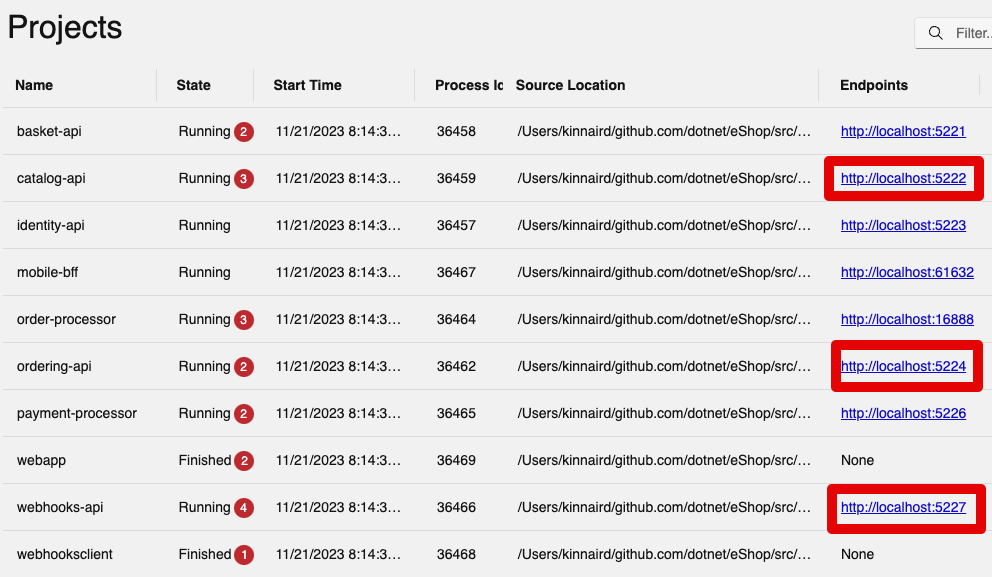 Projects
Filter..
Name State Start Time Process Id Source Location Endpoints
basket-api Running 2 11/21/2023 8:14:3… 36458 /Users/kinnaird/github.com/dotnet/eShop/src/… http://localhost:5221
catalog-api Running 3 11/21/2023 8:14:3… 36459 /Users/kinnaird/github.com/dotnet/eShop/src/… http://localhost:5222
identity-api Running 11/21/2023 8:14:3… 36457 /Users/kinnaird/github.com/dotnet/eShop/src/… http://localhost:5223
mobile-bff Running 11/21/2023 8:14:3… 36467 /Users/kinnaird/github.com/dotnet/eShop/src/… http://localhost:61632
order-processor Running 3 11/21/2023 8:14:3… 36464 /Users/kinnaird/github.com/dotnet/eShop/src/… http://localhost:16888
ordering-api Running 2 11/21/2023 8:14:3… 36462 /Users/kinnaird/github.com/dotnet/eShop/src/… http://localhost:5224
payment-processor Running 2 11/21/2023 8:14:3… 36465 /Users/kinnaird/github.com/dotnet/eShop/src/… http://localhost:5226
webapp Finished 2 11/21/2023 8:14:3… 36469 /Users/kinnaird/github.com/dotnet/eShop/src/… None
webhooks-api Running 4 11/21/2023 8:14:3… 36466 /Users/kinnaird/github.com/dotnet/eShop/src/… http://localhost:5227
webhooksclient Finished 1 11/21/2023 8:14:3… 36468 /Users/kinnaird/github.com/dotnet/eShop/src/… None